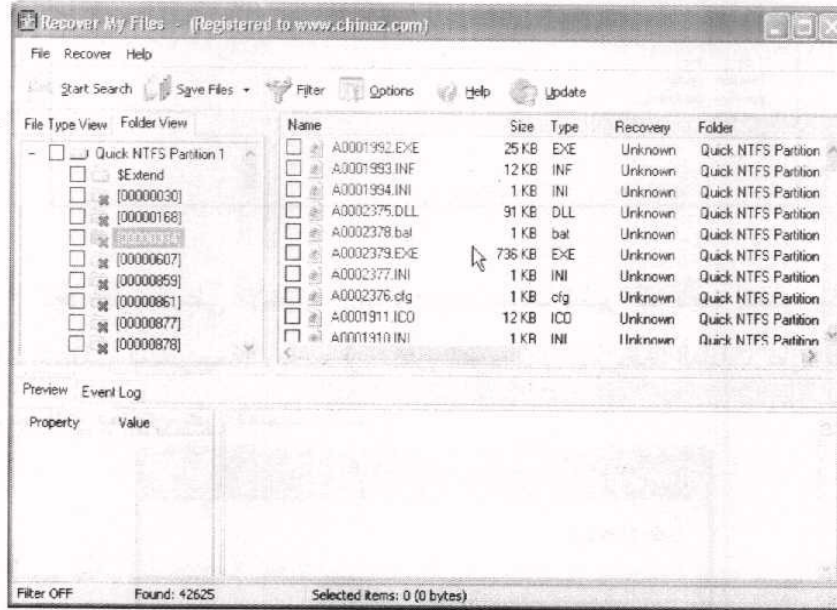 Recover My Files - (Registered to www.chinaz.com)
File Recover Help
Start Search Save Files Filter Options Help Update
File Type View Folder View
Quick NTFS Partition 1
$Extend
[00000030]
[00000168]
[00000607]
[00000859]
[00000861]
[00000877]
[00000878]
Name Size Type Recovery Folder
A0001992.EXE 25 KB EXE Unknown Quick NTFS Partition
A0001993.INF 12 KB INF Unknown Quick NTFS Partition
A0001994.INI 1 KB INI Unknown Quick NTFS Partition
A0002375.DLL 91 KB DLL Unknown Quick NTFS Partition
A0002378.bat 1 KB bat Unknown Quick NTFS Partition
A0002379.EXE 736 KB EXE Unknown Quick NTFS Partition
A0002377.INI 1 KB INI Unknown Quick NTFS Partition
A0002376.cfg 1 KB cfg Unknown Quick NTFS Partition
A0001911.ICO 12 KB ICO Unknown Quick NTFS Partition
A0001910.INI 1 KB INI Unknown Quick NTFS Partition
Preview Event Log
Property Value
Filter OFF Found: 42625 Selected items: 0 (0 bytes)